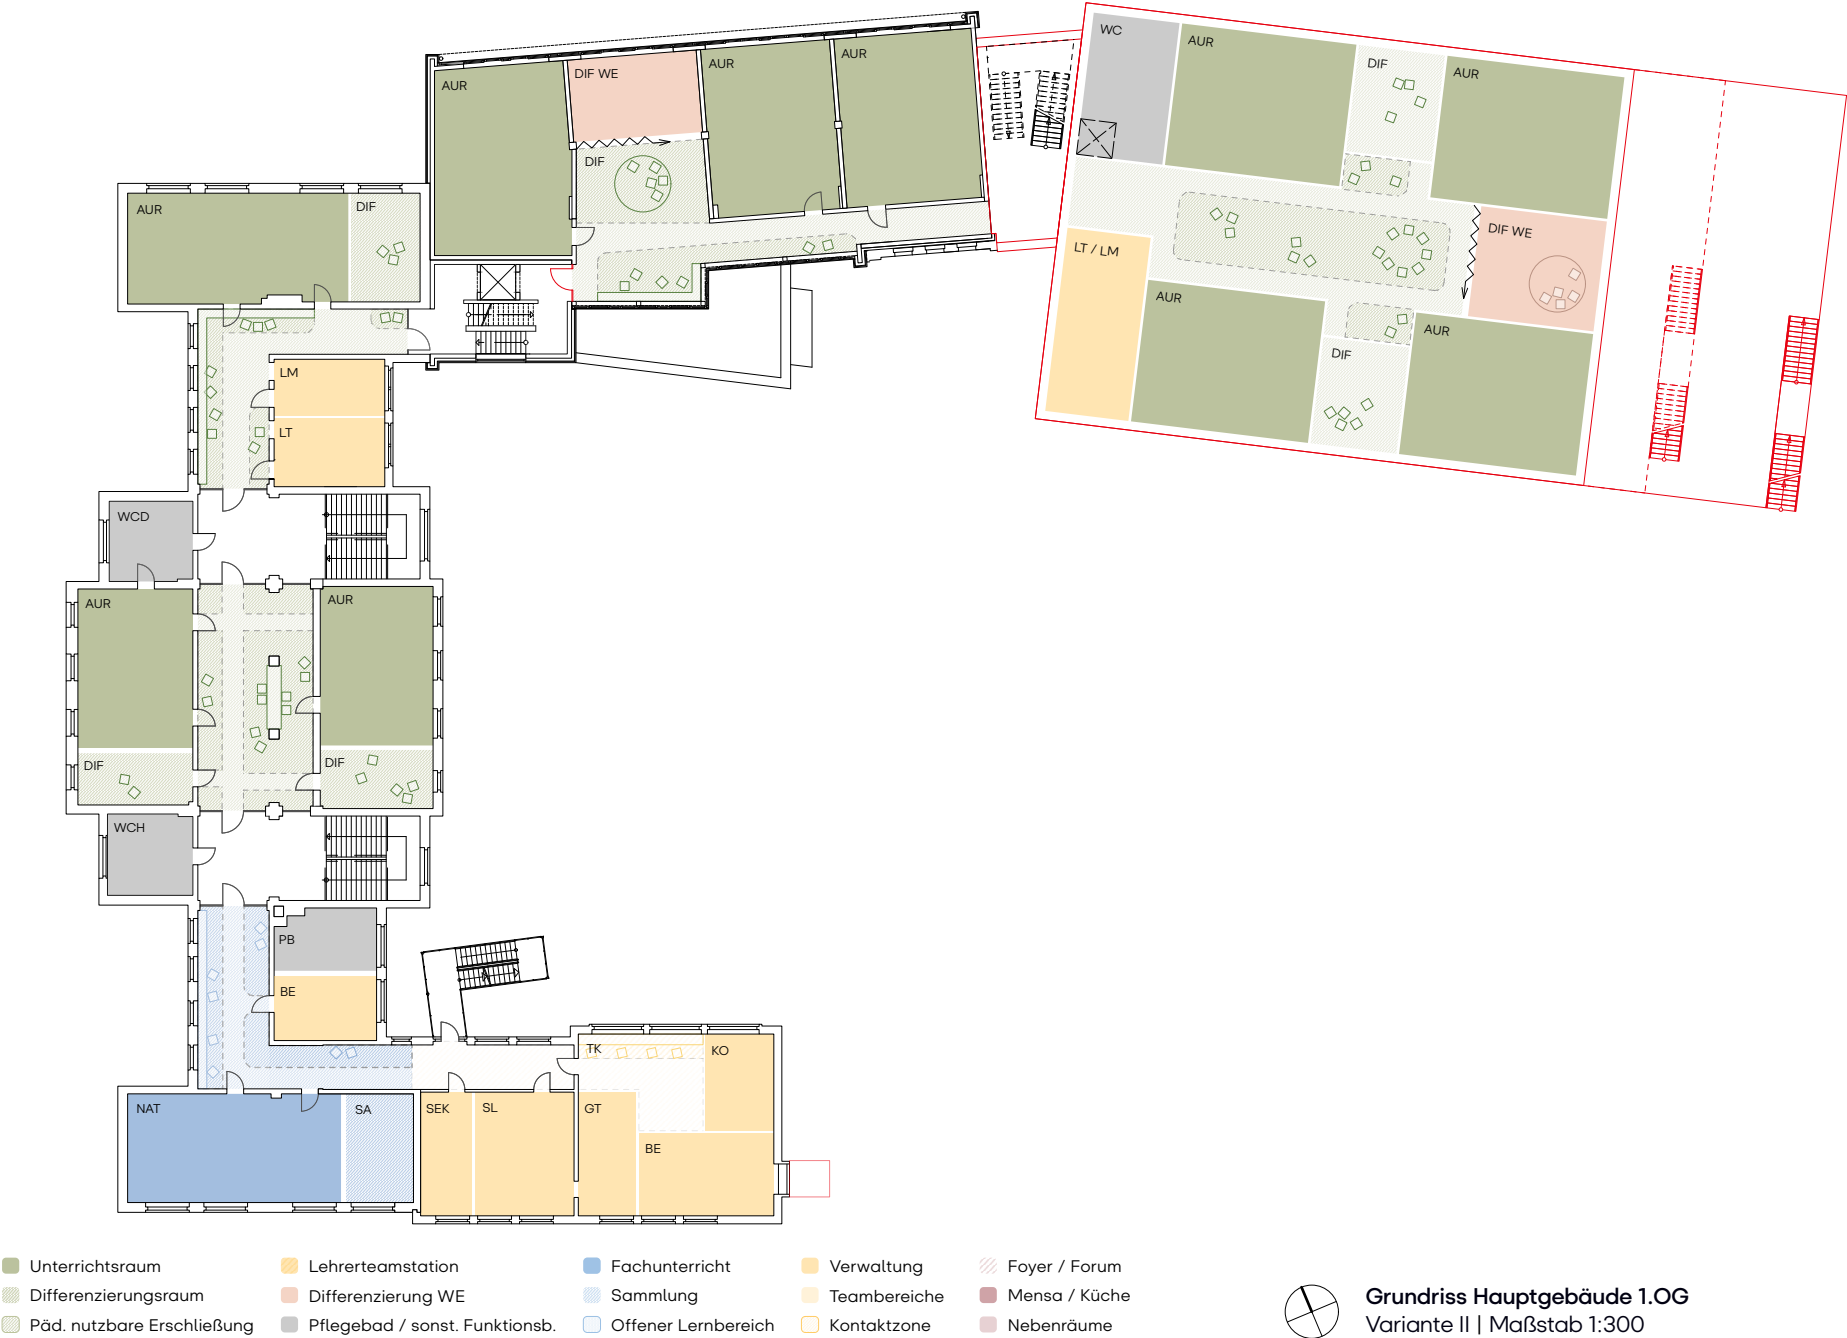 WC
AUR
DIF
AUR
AUR
DIF WE
AUR
AUR
DIF
AUR
DIF
DIF WE
LT / LM
AUR
AUR
DIF
LM
LT
WCD
AUR
AUR
DIF
DIF
WCH
PB
BE
TK
KO
NAT
SA
SEK
SL
GT
BE
Unterrichtsraum
Differenzierungsraum
Päd. nutzbare Erschließung
Lehrerteamstation
Differenzierung WE
Pflegebad / sonst. Funktionsb.
Fachunterricht
Sammlung
Offener Lernbereich
Verwaltung
Teambereiche
Kontaktzone
Foyer / Forum
Mensa / Küche
Nebenräume
Grundriss Hauptgebäude 1.OG
Variante II | Maßstab 1:300